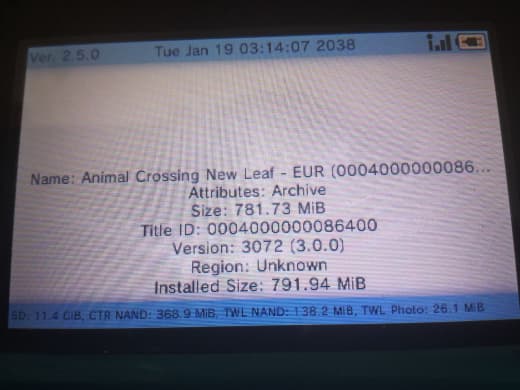 Ver. 2.5.0 Tue Jan 19 03:14:07 2038
Name: Animal Crossing New Leaf - EUR (0004000000086...
Attributes: Archive
Size: 781.73 MiB
Title ID: 0004000000086400
Version: 3072 (3.0.0)
Region: Unknown
Installed Size: 791.94 MiB
SD: 11.4 GiB, CTR NAND: 368.9 MiB, TWL NAND: 138.2 MiB, TWL Photo: 26.1 MiB